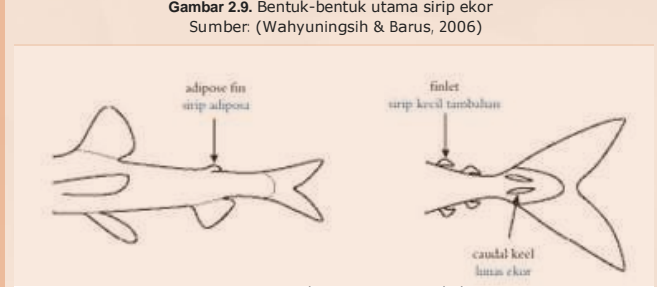 Gambar 2.9. Bentuk-bentuk utama sirip ekor
Sumber: (Wahyuningsih & Barus, 2006)
adipose fin
sirip adiposa
finlet
sirip kecil tambahan
caudal keel
lunas ekor